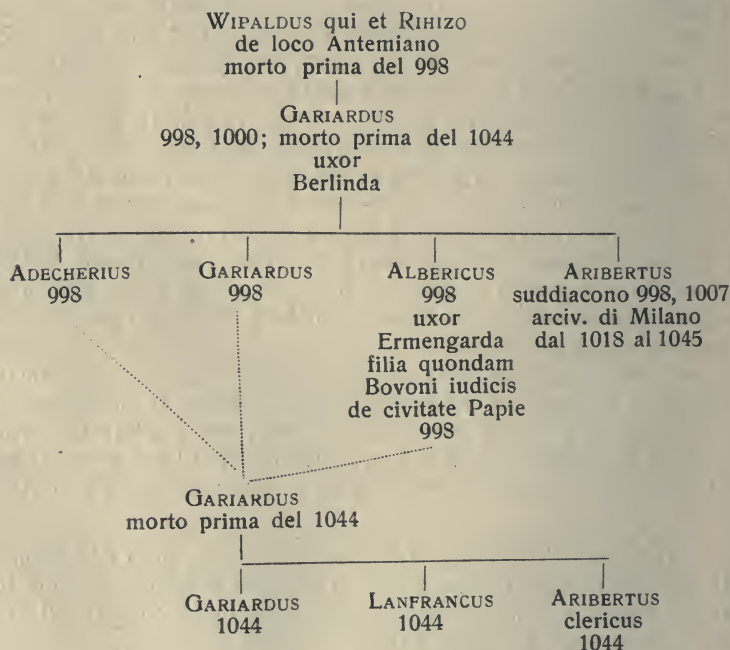 WIPALDUS qui et RIHIZO
de loco Antemiano
morto prima del 998
GARIARDUS
998, 1000; morto prima del 1044
uxor
Berlinda
ADECHERIUS
998
GARIARDUS
998
ALBERICUS
998
uxor
Ermengarda
filia quondam
Bovoni iudicis
de civitate Papie
998
ARIBERTUS
suddiacono 998, 1007
arciv. di Milano
dal 1018 al 1045
GARIARDUS
morto prima del 1044
GARIARDUS
1044
LANFRANCUS
1044
ARIBERTUS
clericus
1044